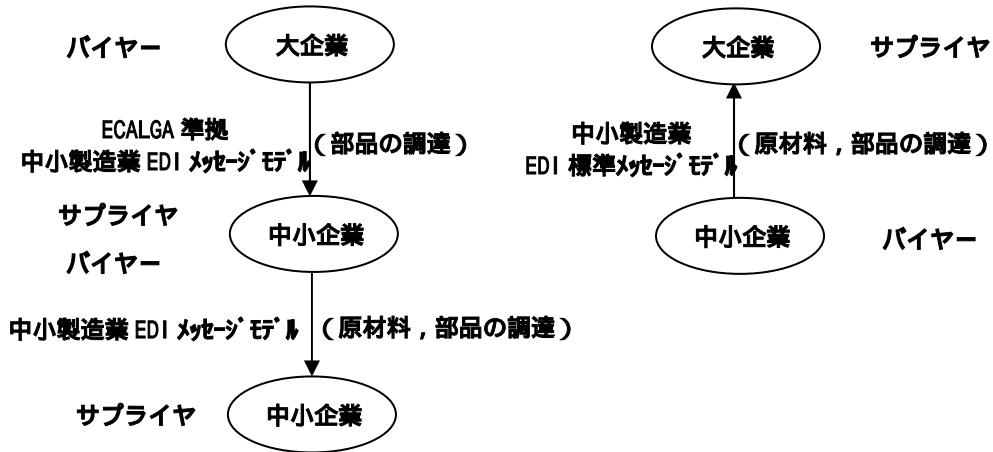 バイヤー
大企業
ECALGA 準拠
中小製造業 EDI メッセージ モデル
(部品の調達)
サプライヤ
中小企業
バイヤー
中小製造業 EDI メッセージ モデル
(原材料,部品の調達)
サプライヤ
中小企業
大企業
サプライヤ
中小製造業
EDI 標準メッセージ モデル
(原材料,部品の調達)
中小企業
バイヤー